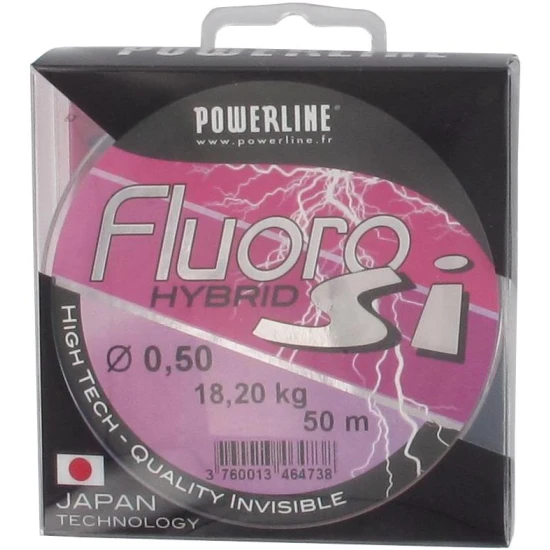 POWERLINE
POWERLINE®
www.powerline.fr
Fluoro
HYBRID Si
Ø 0,50
18,20 kg
50 m
3 760013 464738
HIGH TECH - QUALITY INVISIBLE
JAPAN
TECHNOLOGY